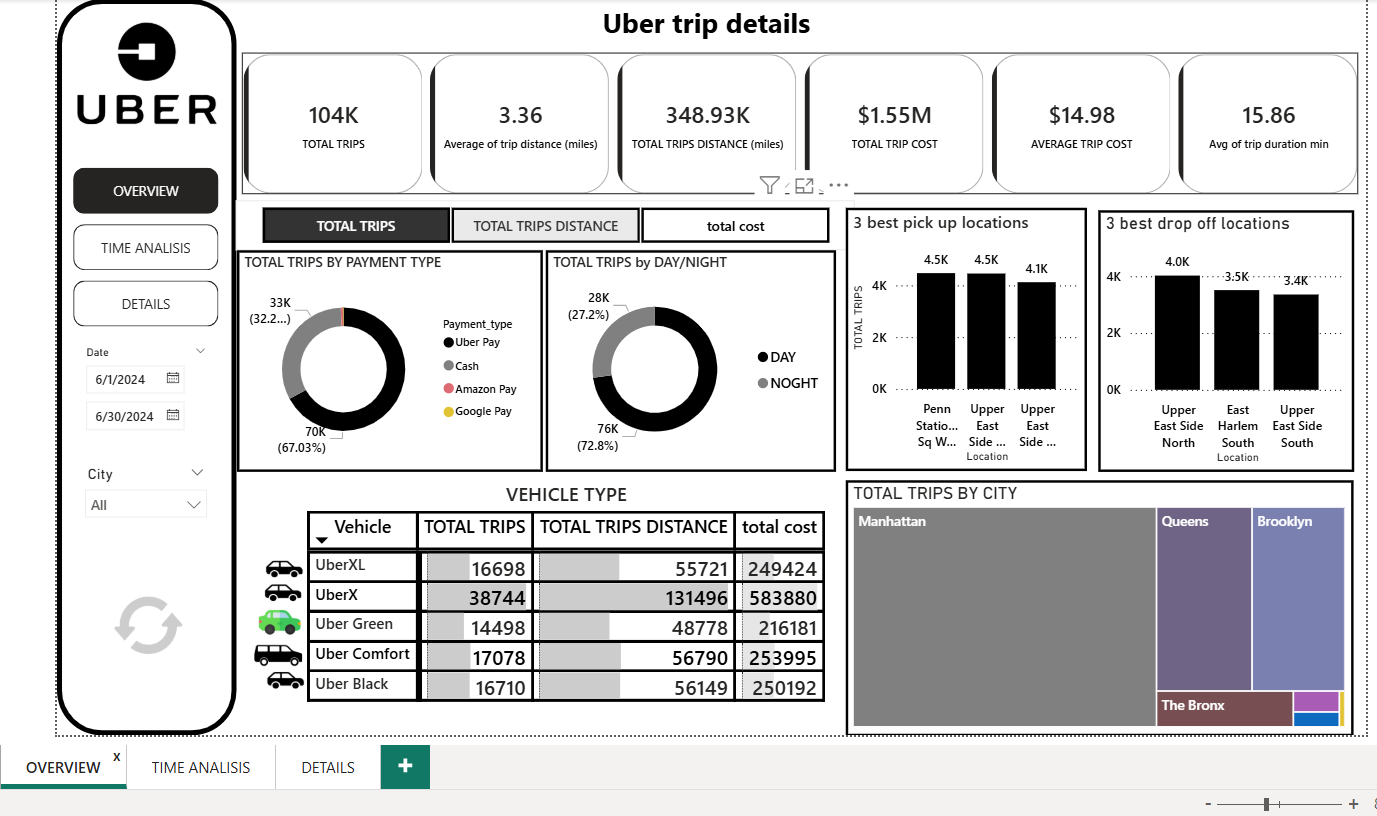 Uber trip details
UBER
OVERVIEW
TIME ANALISIS
DETAILS
Date
6/1/2024
6/30/2024
City
All
104K
TOTAL TRIPS
3.36
Average of trip distance (miles)
348.93K
TOTAL TRIPS DISTANCE (miles)
$1.55M
TOTAL TRIP COST
$14.98
AVERAGE TRIP COST
15.86
Avg of trip duration min
TOTAL TRIPS
TOTAL TRIPS DISTANCE
total cost
TOTAL TRIPS BY PAYMENT TYPE
33K
(32.2...)
70K
(67.03%)
Payment_type
Uber Pay
Cash
Amazon Pay
Google Pay
TOTAL TRIPS by DAY/NIGHT
28K
(27.2%)
76K
(72.8%)
DAY
NOGHT
3 best pick up locations
TOTAL TRIPS
4K
2K
0K
4.5K 4.5K 4.1K
Penn Upper Upper
Statio... East East
Sq W... Side ... Side ...
Location
3 best drop off locations
4K
2K
0K
4.0K 3.5K 3.4K
Upper East Upper
East Side Harlem East Side
North South South
Location
VEHICLE TYPE
Vehicle TOTAL TRIPS TOTAL TRIPS DISTANCE total cost
UberXL 16698 55721 249424
UberX 38744 131496 583880
Uber Green 14498 48778 216181
Uber Comfort 17078 56790 253995
Uber Black 16710 56149 250192
TOTAL TRIPS BY CITY
Manhattan
Queens
Brooklyn
The Bronx
OVERVIEW x
TIME ANALISIS
DETAILS
+
- +